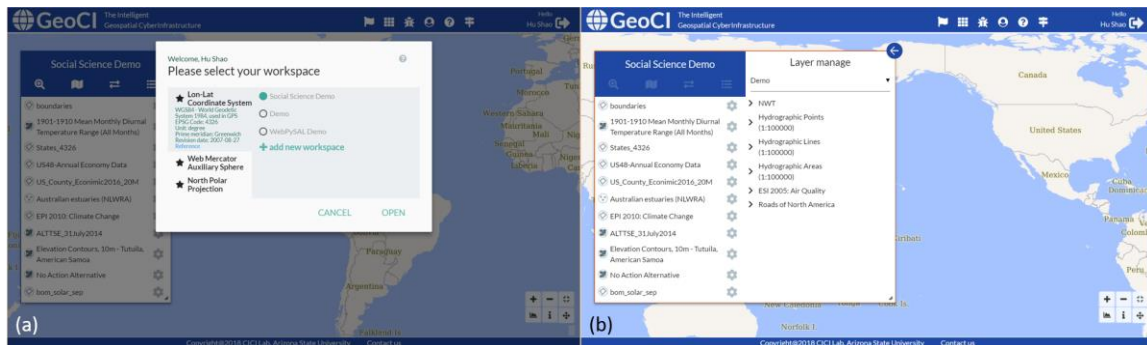 GeoCI
The Intelligent
Geospatial Cyberinfrastructure
Hello
Hu Shao
Social Science Demo
boundaries
1901-1910 Mean Monthly Diurnal
Temperature Range (All Months)
States_4326
US48-Annual Economy Data
US_County_Econimic2016_20M
Australian estuaries (NLWRA)
EPI 2010: Climate Change
ALTTSE_31July2014
Elevation Contours, 10m - Tutuila,
American Samoa
No Action Alternative
bom_solar_sep
Welcome, Hu Shao
Please select your workspace
Lon-Lat
Coordinate System
WGS84 - World Geodetic
System 1984, used in GPS
EPSG Code: 4326
Unit: degree
Prime meridian: Greenwich
Revision date: 2007-08-27
Reference
Web Mercator
Auxiliary Sphere
North Polar
Projection
Social Science Demo
Demo
WebPySAL Demo
+ add new workspace
CANCEL
OPEN
Portugal
Morocco
Western Sahara
Mauritania
Mali
Senegal
Guinea
Liberia
Paraguay
Argentina
Falkland Is.
(a)
Copyright@2018 CICI Lab, Arizona State University
Contact us
GeoCI
The Intelligent
Geospatial Cyberinfrastructure
Hello
Hu Shao
Social Science Demo
boundaries
1901-1910 Mean Monthly Diurnal
Temperature Range (All Months)
States_4326
US48-Annual Economy Data
US_County_Econimic2016_20M
Australian estuaries (NLWRA)
EPI 2010: Climate Change
ALTTSE_31July2014
Elevation Contours, 10m - Tutuila,
American Samoa
No Action Alternative
bom_solar_sep
Layer manage
Demo
NWT
Hydrographic Points
(1:100000)
Hydrographic Lines
(1:100000)
Hydrographic Areas
(1:100000)
ESI 2005: Air Quality
Roads of North America
Canada
United States
Mexico
Cuba
Panama
Peru
Kiribati
New Caledonia
Cook Is.
Norfolk I.
(b)
Copyright@2018 CICI Lab, Arizona State University
Contact us